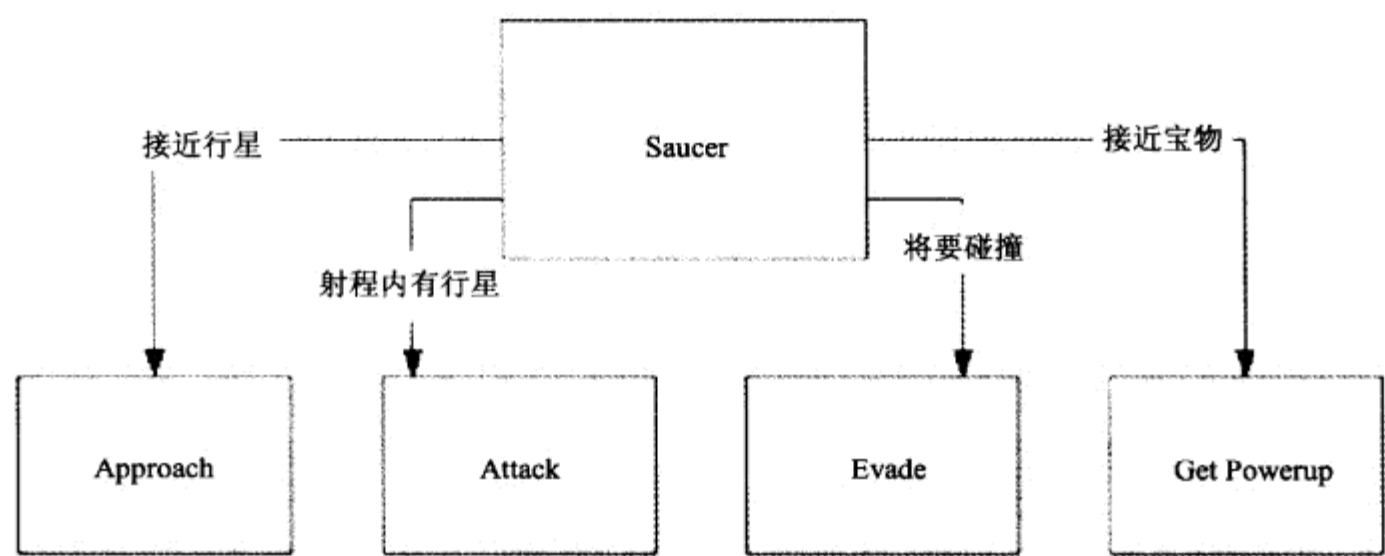 Saucer
接近行星
接近宝物
将要碰撞
射程内有行星
Approach
Attack
Evade
Get Powerup